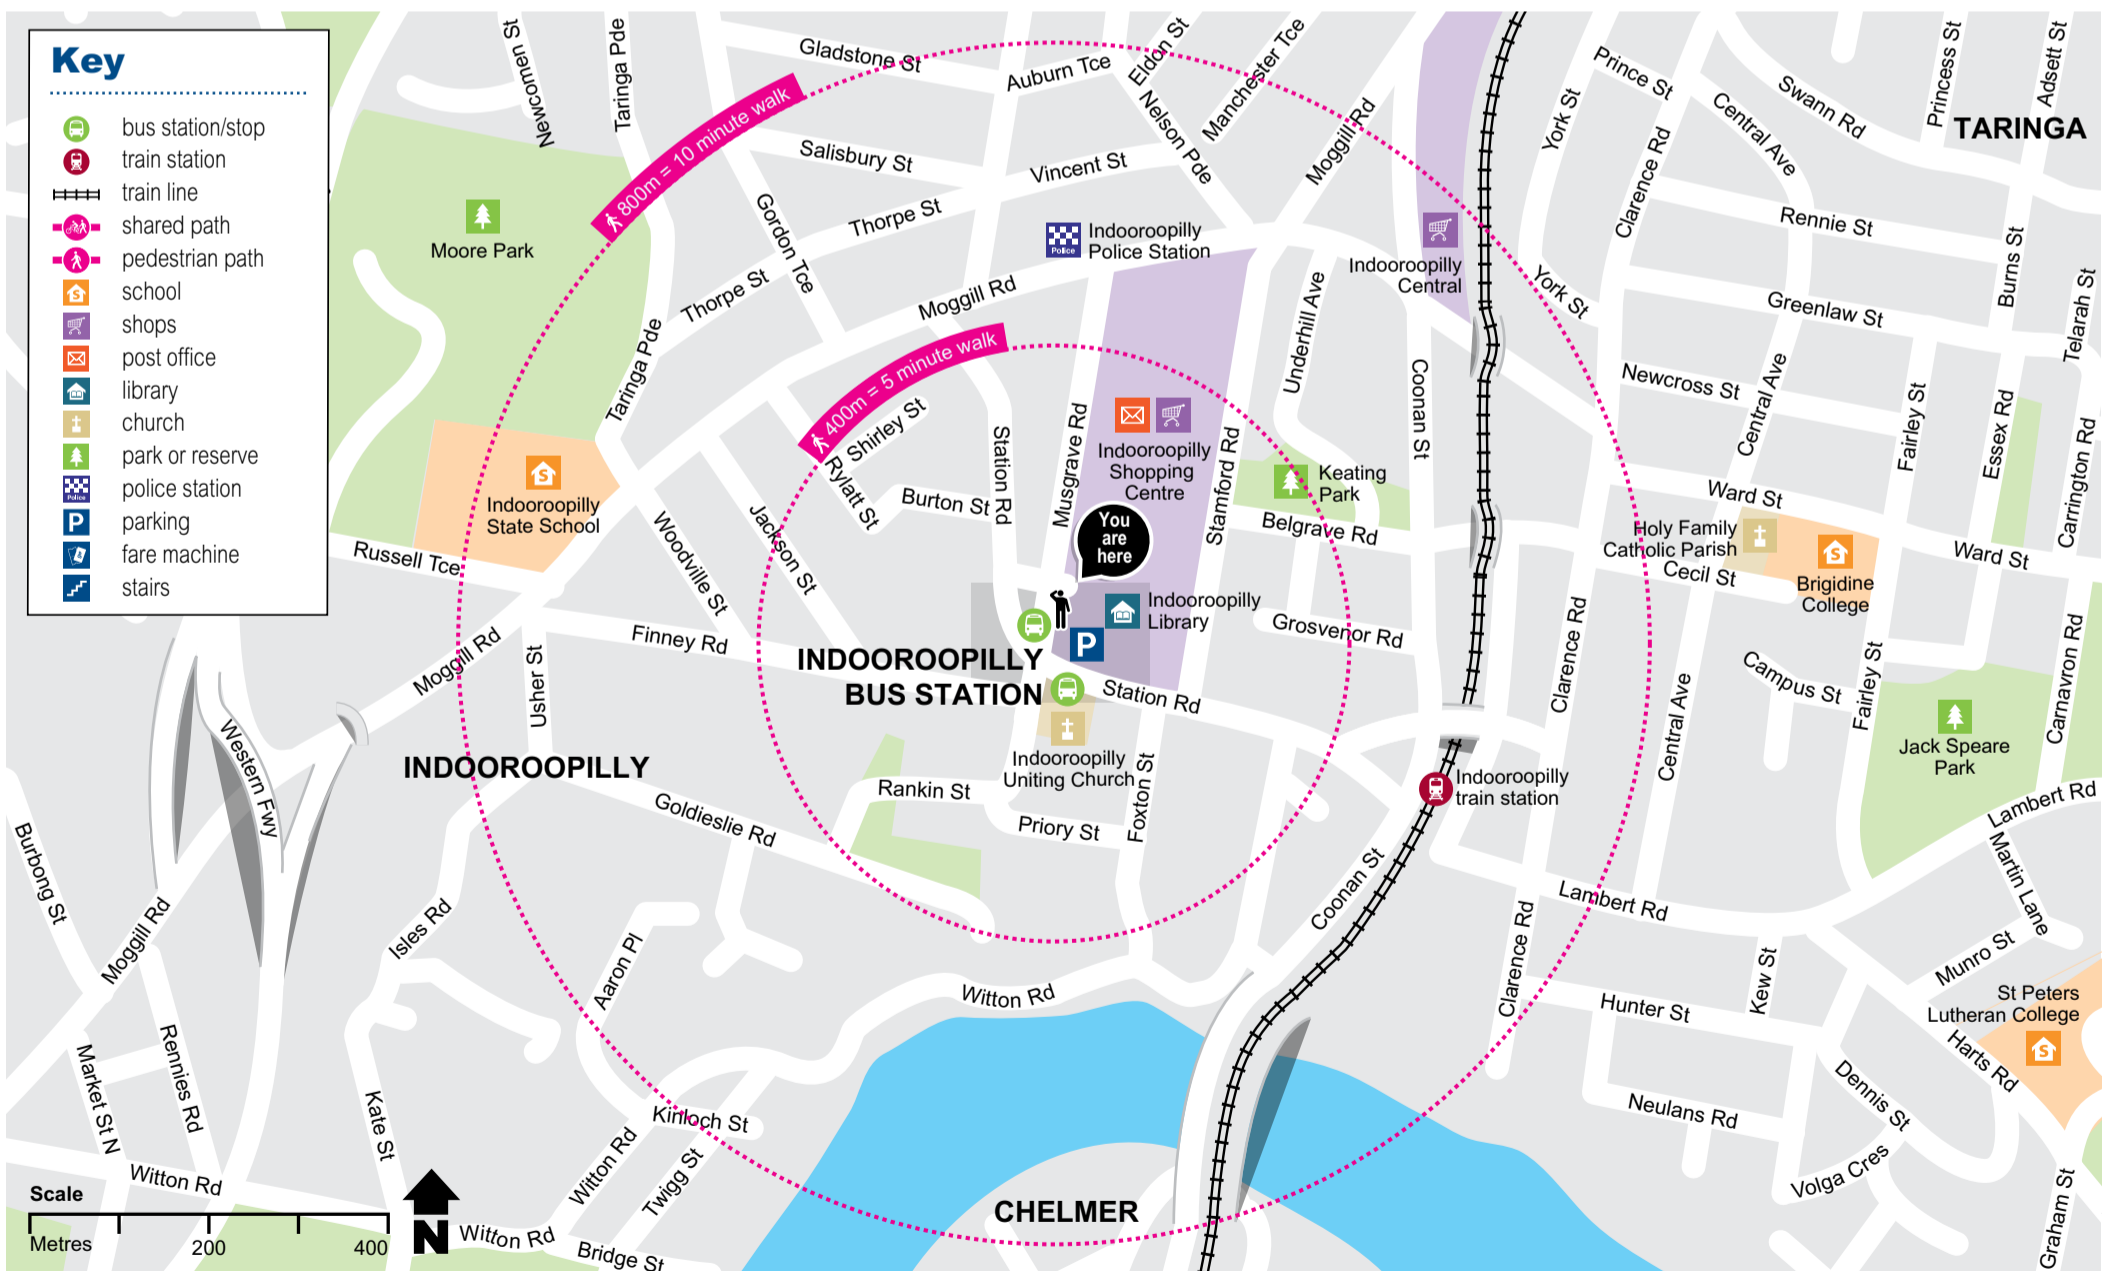 Key
bus station/stop
train station
train line
shared path
pedestrian path
school
shops
post office
library
church
park or reserve
Police
police station
P
parking
fare machine
stairs
Newcomen St
Taringa Pde
Gladstone St
Auburn Tce
Eldon St
Manchester Tce
Nelson Pde
Moggill Rd
Prince St
York St
Central Ave
Swann Rd
Princess St
Adsett St
TARINGA
Clarence Rd
800m = 10 minute walk
Salisbury St
Vincent St
Thorpe St
Gordon Tce
Moore Park
Police
Indooroopilly
Police Station
Rennie St
Burns St
Thorpe St
Moggill Rd
Underhill Ave
Indooroopilly
Central
York St
Greenlaw St
Telarah St
Taringa Pde
400m = 5 minute walk
Shirley St
Rylatt St
Burton St
Station Rd
Musgrave Rd
Indooroopilly
Shopping
Centre
Stamford Rd
Keating
Park
Coonan St
Newcross St
Central Ave
Fairley St
Essex Rd
Carrington Rd
S
Indooroopilly
State School
Russell Tce
Woodville St
Jackson St
You
are
here
Belgrave Rd
Ward St
Holy Family
Catholic Parish
Cecil St
S
Brigidine
College
Ward St
Indooroopilly
Library
P
Grosvenor Rd
Clarence Rd
Campus St
Fairley St
Carnavron Rd
Moggill Rd
Usher St
Finney Rd
INDOOROOPILLY
BUS STATION
Station Rd
Central Ave
Jack Speare
Park
Western Fwy
INDOOROOPILLY
Indooroopilly
Uniting Church
Foxton St
Rankin St
Priory St
Goldieslie Rd
Indooroopilly
train station
Lambert Rd
Martin Lane
Burbong St
Moggill Rd
Isles Rd
Aaron Pl
Coonan St
Lambert Rd
Clarence Rd
Kew St
Munro St
Witton Rd
Hunter St
St Peters
Lutheran College
S
Harts Rd
Market St N
Rennies Rd
Kate St
Kinloch St
Witton Rd
Twigg St
Neulans Rd
Dennis St
Volga Cres
Graham St
Witton Rd
CHELMER
Scale
Metres
200
400
N
Witton Rd
Bridge St